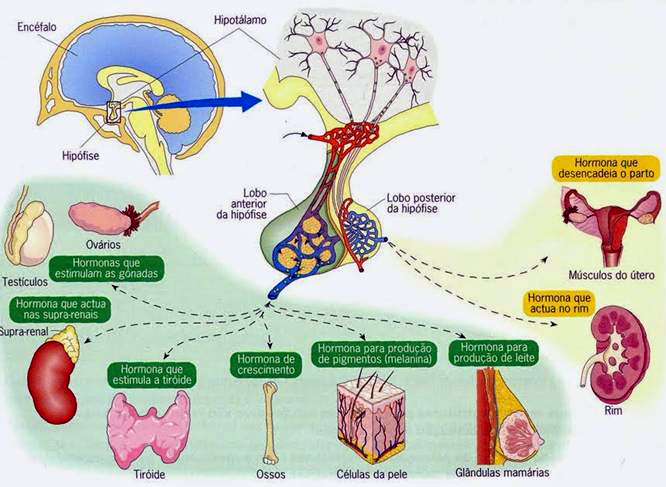 Encéfalo
Hipotálamo
Hipófise
Lobo
anterior
da hipófise
Lobo posterior
da hipófise
Hormona que
desencadeia o parto
Músculos do útero
Hormona que
actua no rim
Rim
Testículos
Ovários
Hormonas que
estimulam as gónadas
Hormona que actua
nas supra-renais
Supra-renal
Hormona que
estimula a tiróide
Tiróide
Hormona de
crescimento
Ossos
Hormona para produção
de pigmentos (melanina)
Células da pele
Hormona para
produção de leite
Glândulas mamárias